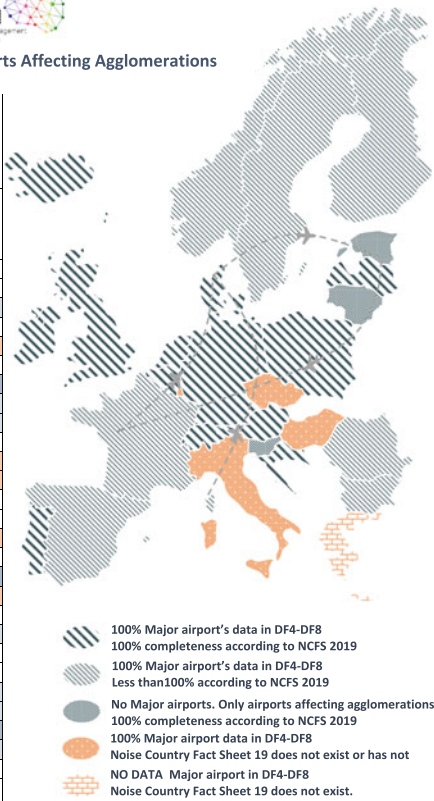 rts Affecting Agglomerations
100% Major airport's data in DF4-DF8
100% completeness according to NCFS 2019
100% Major airport's data in DF4-DF8
Less than100% according to NCFS 2019
No Major airports. Only airports affecting agglomerations
100% completeness according to NCFS 2019
100% Major airport data in DF4-DF8
Noise Country Fact Sheet 19 does not exist or has not
NO DATA Major airport in DF4-DF8
Noise Country Fact Sheet 19 does not exist.